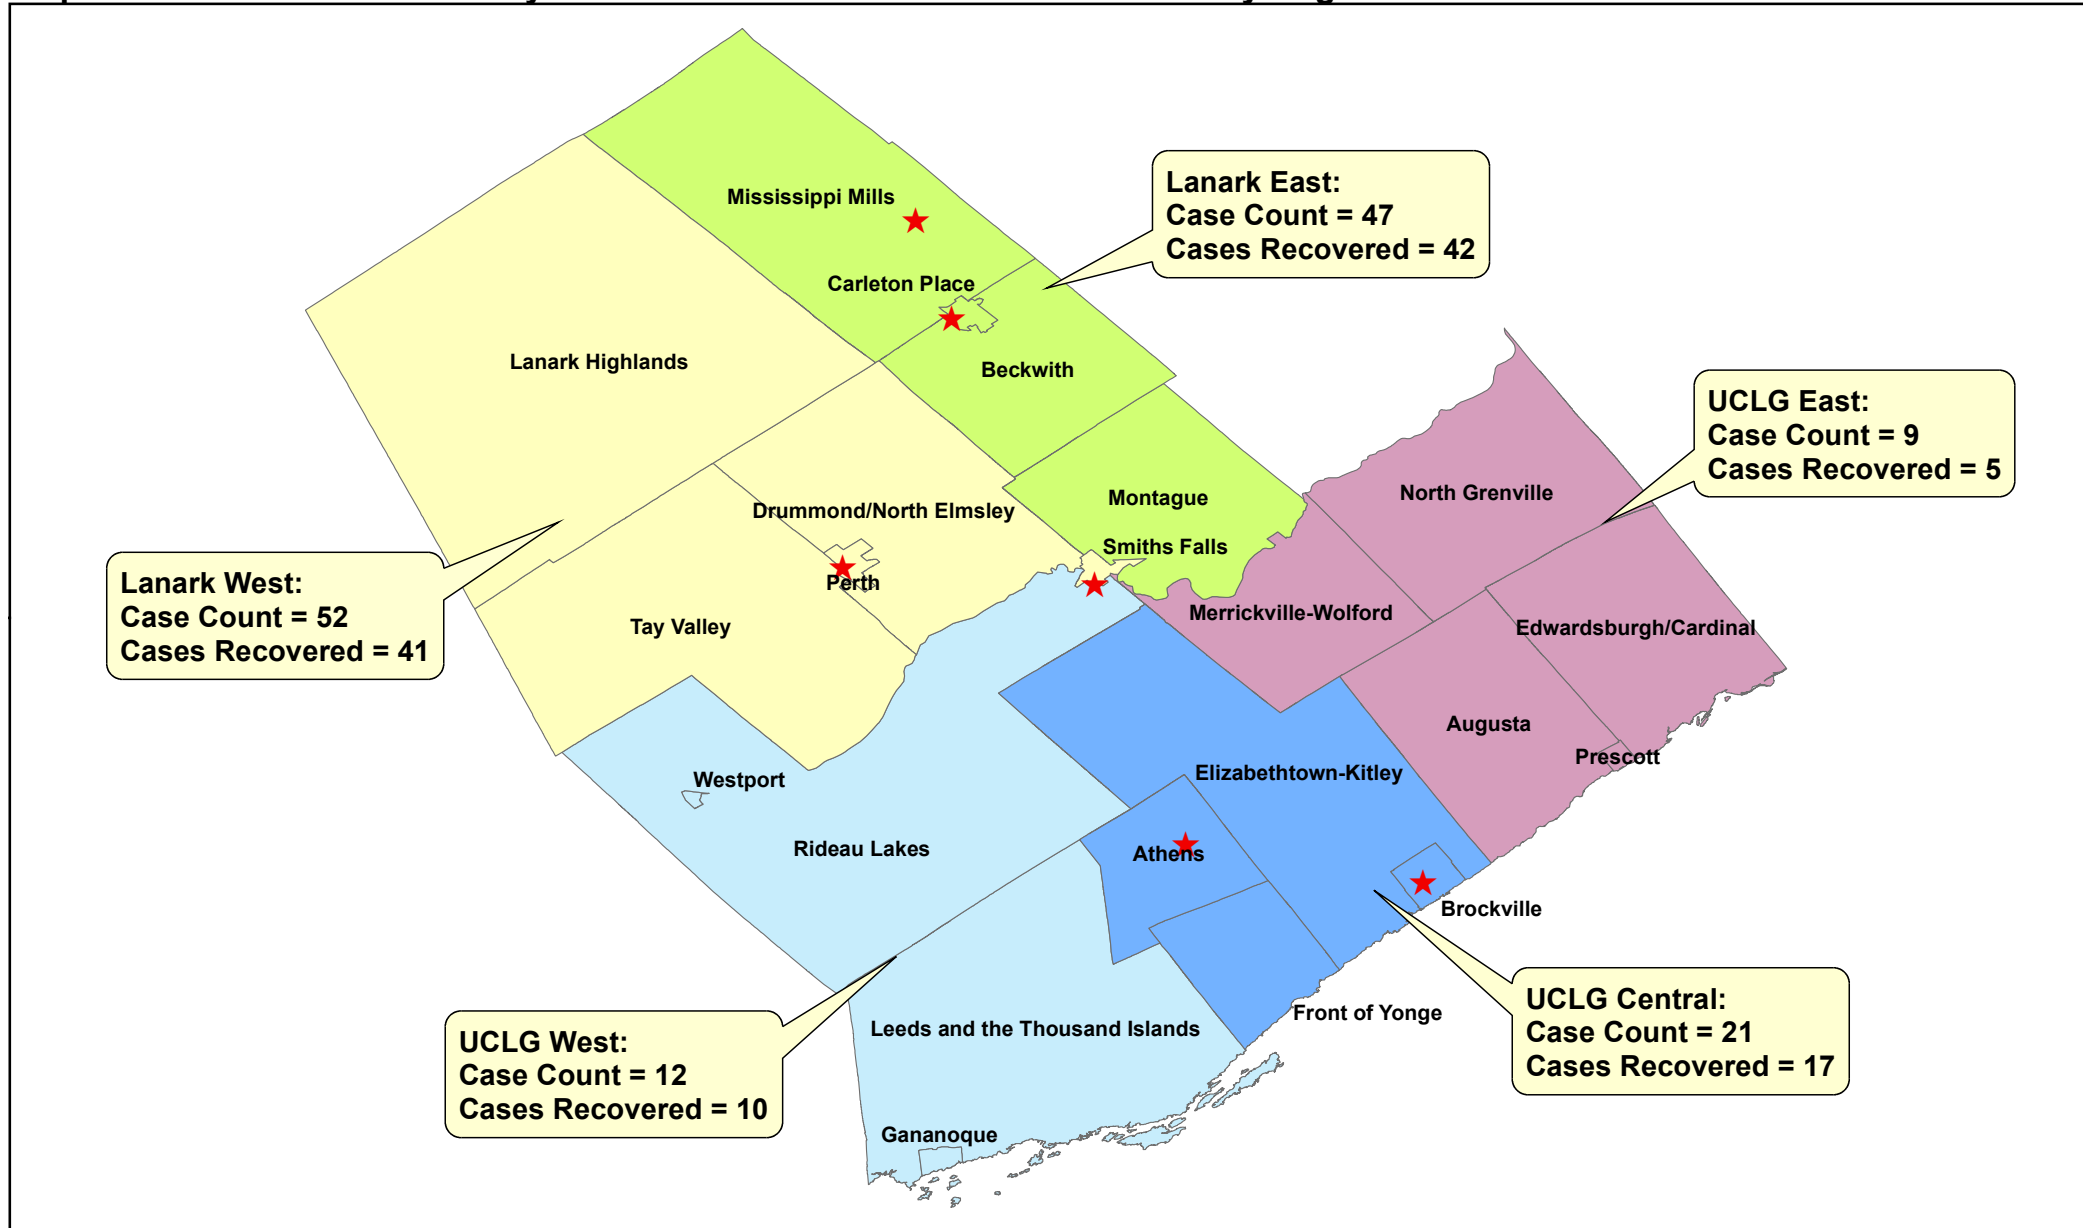 Mississippi Mills
Lanark East:
Case Count = 47
Cases Recovered = 42
Carleton Place
Lanark Highlands
Beckwith
UCLG East:
Case Count = 9
Cases Recovered = 5
North Grenville
Montague
Drummond/North Elmsley
Smiths Falls
Lanark West:
Case Count = 52
Cases Recovered = 41
Perth
Tay Valley
Merrickville-Wolford
Edwardsburgh/Cardinal
Augusta
Prescott
Westport
Elizabethtown-Kitley
Rideau Lakes
Athens
Brockville
UCLG Central:
Case Count = 21
Cases Recovered = 17
Front of Yonge
Leeds and the Thousand Islands
UCLG West:
Case Count = 12
Cases Recovered = 10
Gananoque